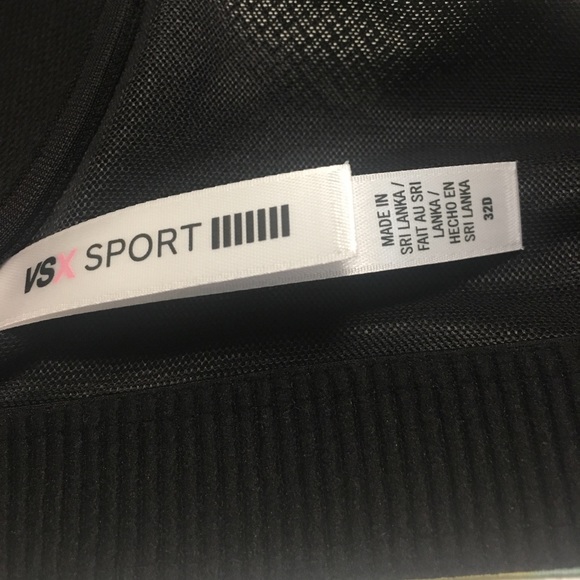 VSX SPORT
MADE IN
SRI LANKA /
FAIT AU SRI
LANKA /
HECHO EN
SRI LANKA
32D